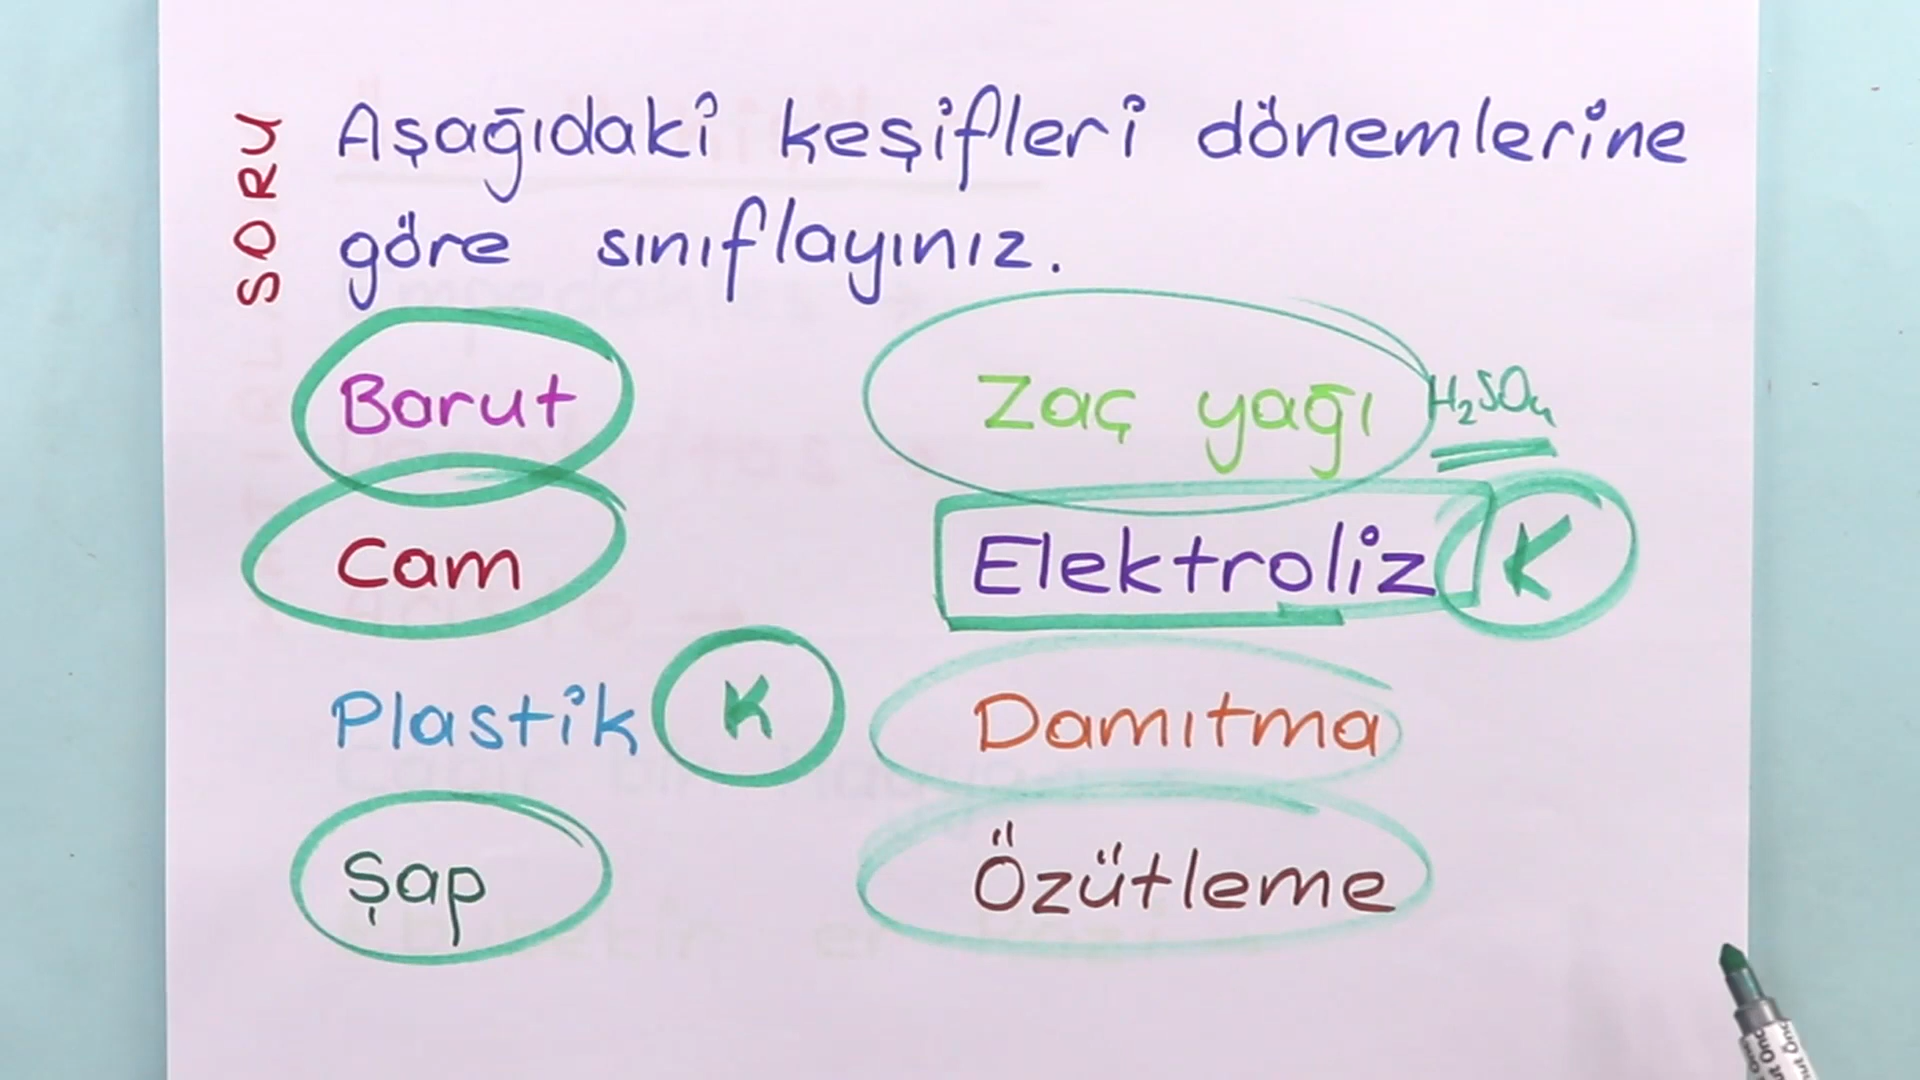 SORU
Aşağıdaki keşifleri dönemlerine
göre sınıflayınız.
Barut
Zaç yağı H₂SO₄
Cam
Elektroliz K
Plastik K
Damıtma
Şap
Özütleme